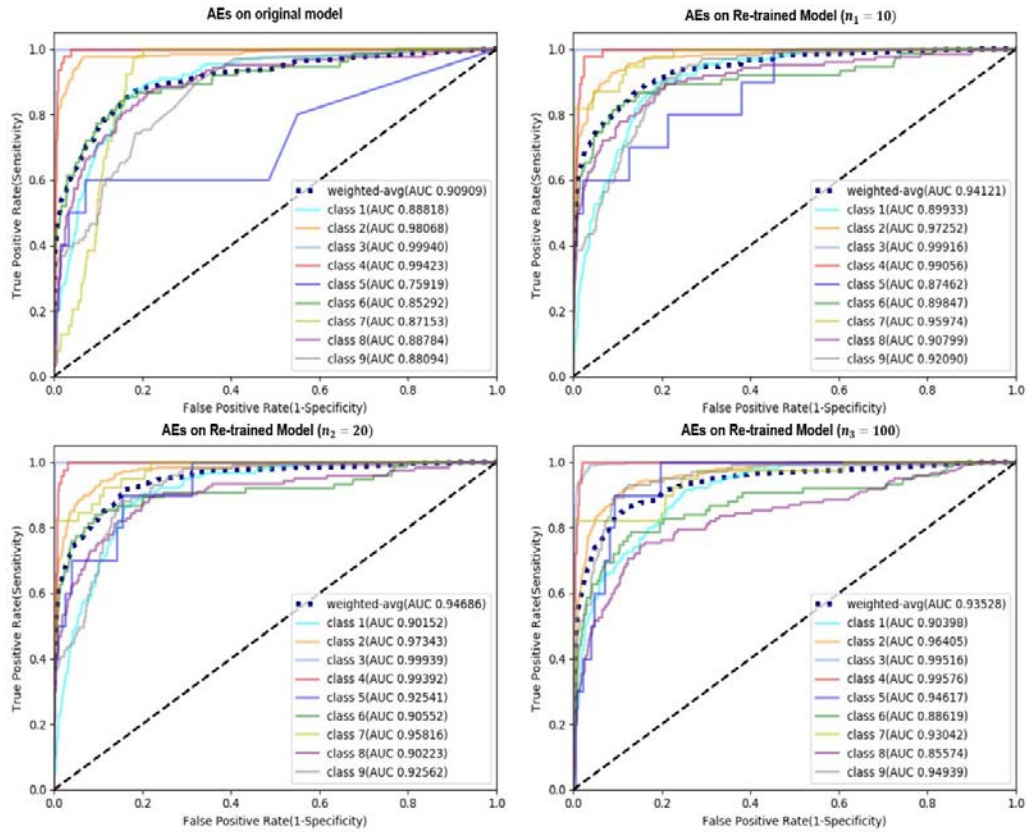 AEs on original model
1.0
0.8
0.6
0.4
0.2
0.0
True Positive Rate(Sensitivity)
weighted-avg(AUC 0.90909)
class 1(AUC 0.88818)
class 2(AUC 0.98068)
class 3(AUC 0.99940)
class 4(AUC 0.99423)
class 5(AUC 0.75919)
class 6(AUC 0.85292)
class 7(AUC 0.87153)
class 8(AUC 0.88784)
class 9(AUC 0.88094)
0.0 0.2 0.4 0.6 0.8 1.0
False Positive Rate(1-Specificity)
AEs on Re-trained Model (n₁ = 10)
1.0
0.8
0.6
0.4
0.2
0.0
True Positive Rate(Sensitivity)
weighted-avg(AUC 0.94121)
class 1(AUC 0.89933)
class 2(AUC 0.97252)
class 3(AUC 0.99916)
class 4(AUC 0.99056)
class 5(AUC 0.87462)
class 6(AUC 0.89847)
class 7(AUC 0.95974)
class 8(AUC 0.90799)
class 9(AUC 0.92090)
0.0 0.2 0.4 0.6 0.8 1.0
False Positive Rate(1-Specificity)
AEs on Re-trained Model (n₂ = 20)
1.0
0.8
0.6
0.4
0.2
0.0
True Positive Rate(Sensitivity)
weighted-avg(AUC 0.94686)
class 1(AUC 0.90152)
class 2(AUC 0.97343)
class 3(AUC 0.99939)
class 4(AUC 0.99392)
class 5(AUC 0.92541)
class 6(AUC 0.90552)
class 7(AUC 0.95816)
class 8(AUC 0.90223)
class 9(AUC 0.92562)
0.0 0.2 0.4 0.6 0.8 1.0
False Positive Rate(1-Specificity)
AEs on Re-trained Model (n₃ = 100)
1.0
0.8
0.6
0.4
0.2
0.0
True Positive Rate(Sensitivity)
weighted-avg(AUC 0.93528)
class 1(AUC 0.90398)
class 2(AUC 0.96405)
class 3(AUC 0.99516)
class 4(AUC 0.99576)
class 5(AUC 0.94617)
class 6(AUC 0.88619)
class 7(AUC 0.93042)
class 8(AUC 0.85574)
class 9(AUC 0.94939)
0.0 0.2 0.4 0.6 0.8 1.0
False Positive Rate(1-Specificity)